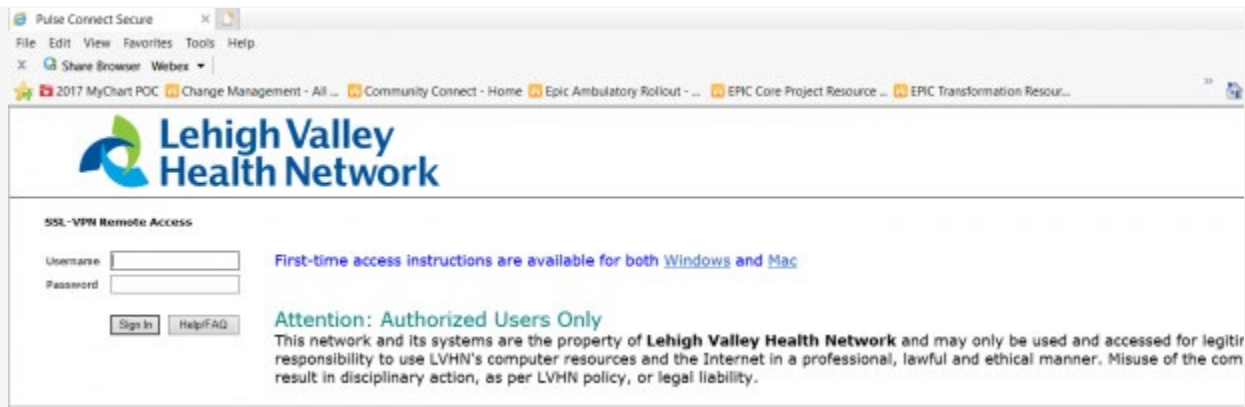 Pulse Connect Secure
File Edit View Favorites Tools Help
X Share Browser Webex
2017 MyChart POC Change Management - All ... Community Connect - Home Epic Ambulatory Rollout - ... EPIC Core Project Resource ... EPIC Transformation Resour...
Lehigh Valley
Health Network
SSL-VPN Remote Access
Username
First-time access instructions are available for both Windows and Mac
Password
Sign In Help/FAQ
Attention: Authorized Users Only
This network and its systems are the property of Lehigh Valley Health Network and may only be used and accessed for
responsibility to use LVHN's computer resources and the Internet in a professional, lawful and ethical manner. Misuse of the com
result in disciplinary action, as per LVHN policy, or legal liability.